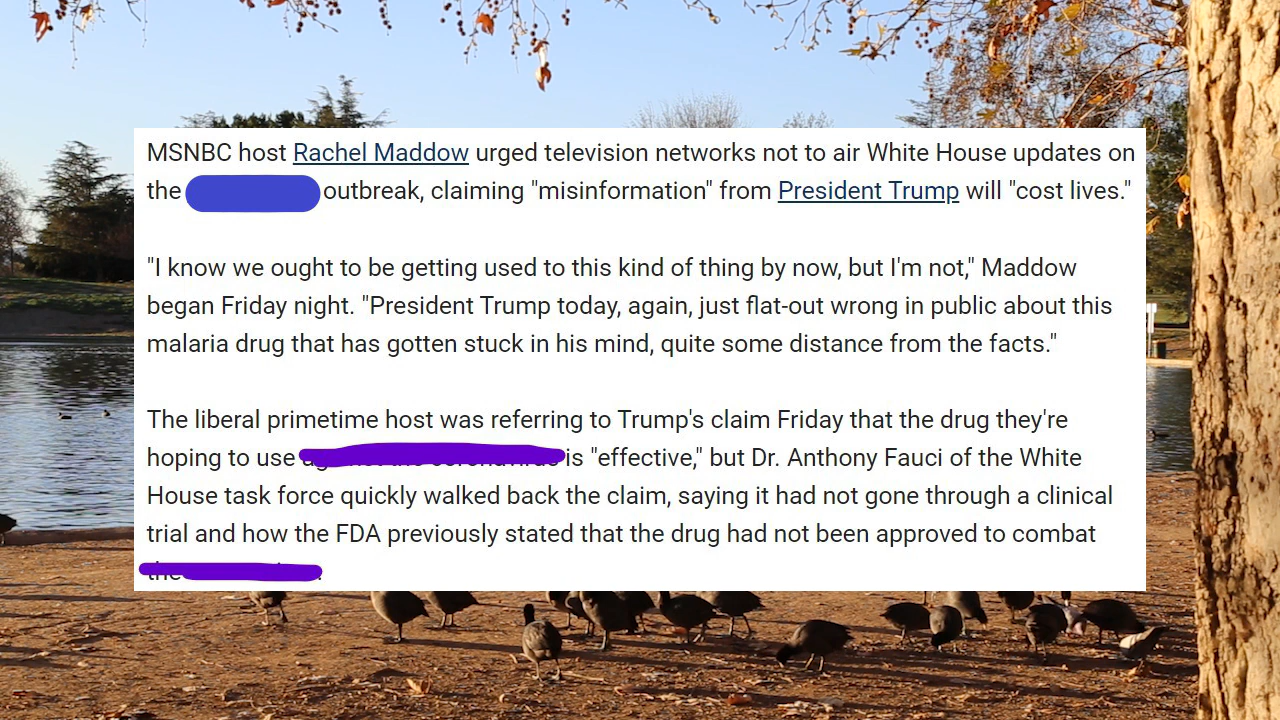 MSNBC host Rachel Maddow urged television networks not to air White House updates on
the outbreak, claiming "misinformation" from President Trump will "cost lives."
"I know we ought to be getting used to this kind of thing by now, but I'm not," Maddow
began Friday night. "President Trump today, again, just flat-out wrong in public about this
malaria drug that has gotten stuck in his mind, quite some distance from the facts."
The liberal primetime host was referring to Trump's claim Friday that the drug they're
hoping to use is "effective," but Dr. Anthony Fauci of the White
House task force quickly walked back the claim, saying it had not gone through a clinical
trial and how the FDA previously stated that the drug had not been approved to combat
the